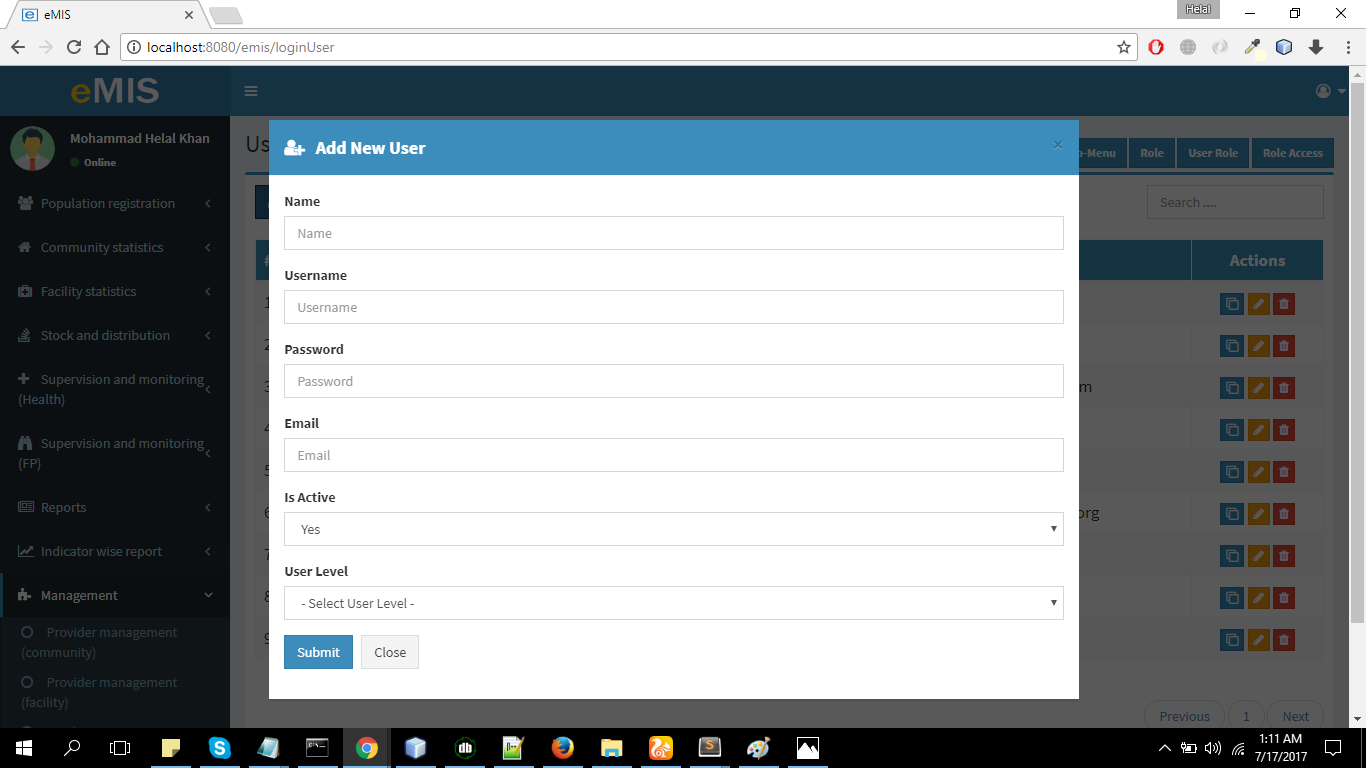 eMIS
Helal
localhost:8080/emis/loginUser
eMIS
Mohammad Helal Khan
Online
Population registration
Community statistics
Facility statistics
Stock and distribution
Supervision and monitoring
(Health)
Supervision and monitoring
(FP)
Reports
Indicator wise report
Management
Provider management
(community)
Provider management
(facility)
Role
User Role
Role Access
Search ....
Actions
Add New User
×
Name
Name
Username
Username
Password
Password
Email
Email
Is Active
Yes
User Level
- Select User Level -
Submit
Close
Previous
1
Next
1:11 AM
7/17/2017